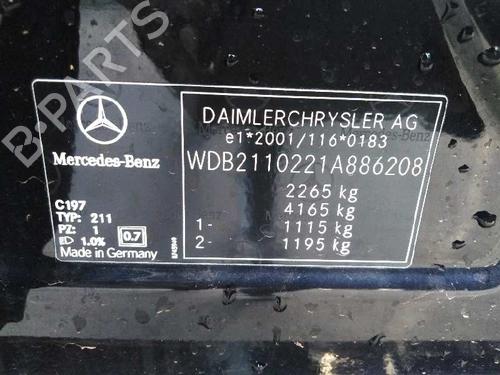 B-PARTS
DAIMLERCHRYSLER AG
e1*2001/116*0183
WDB2110221A886208
2265 kg
4165 kg
1- 1115 kg
2- 1195 kg
Mercedes-Benz
C197
TYP: 211
PZ: 1
1.0% 0.7
Made in Germany